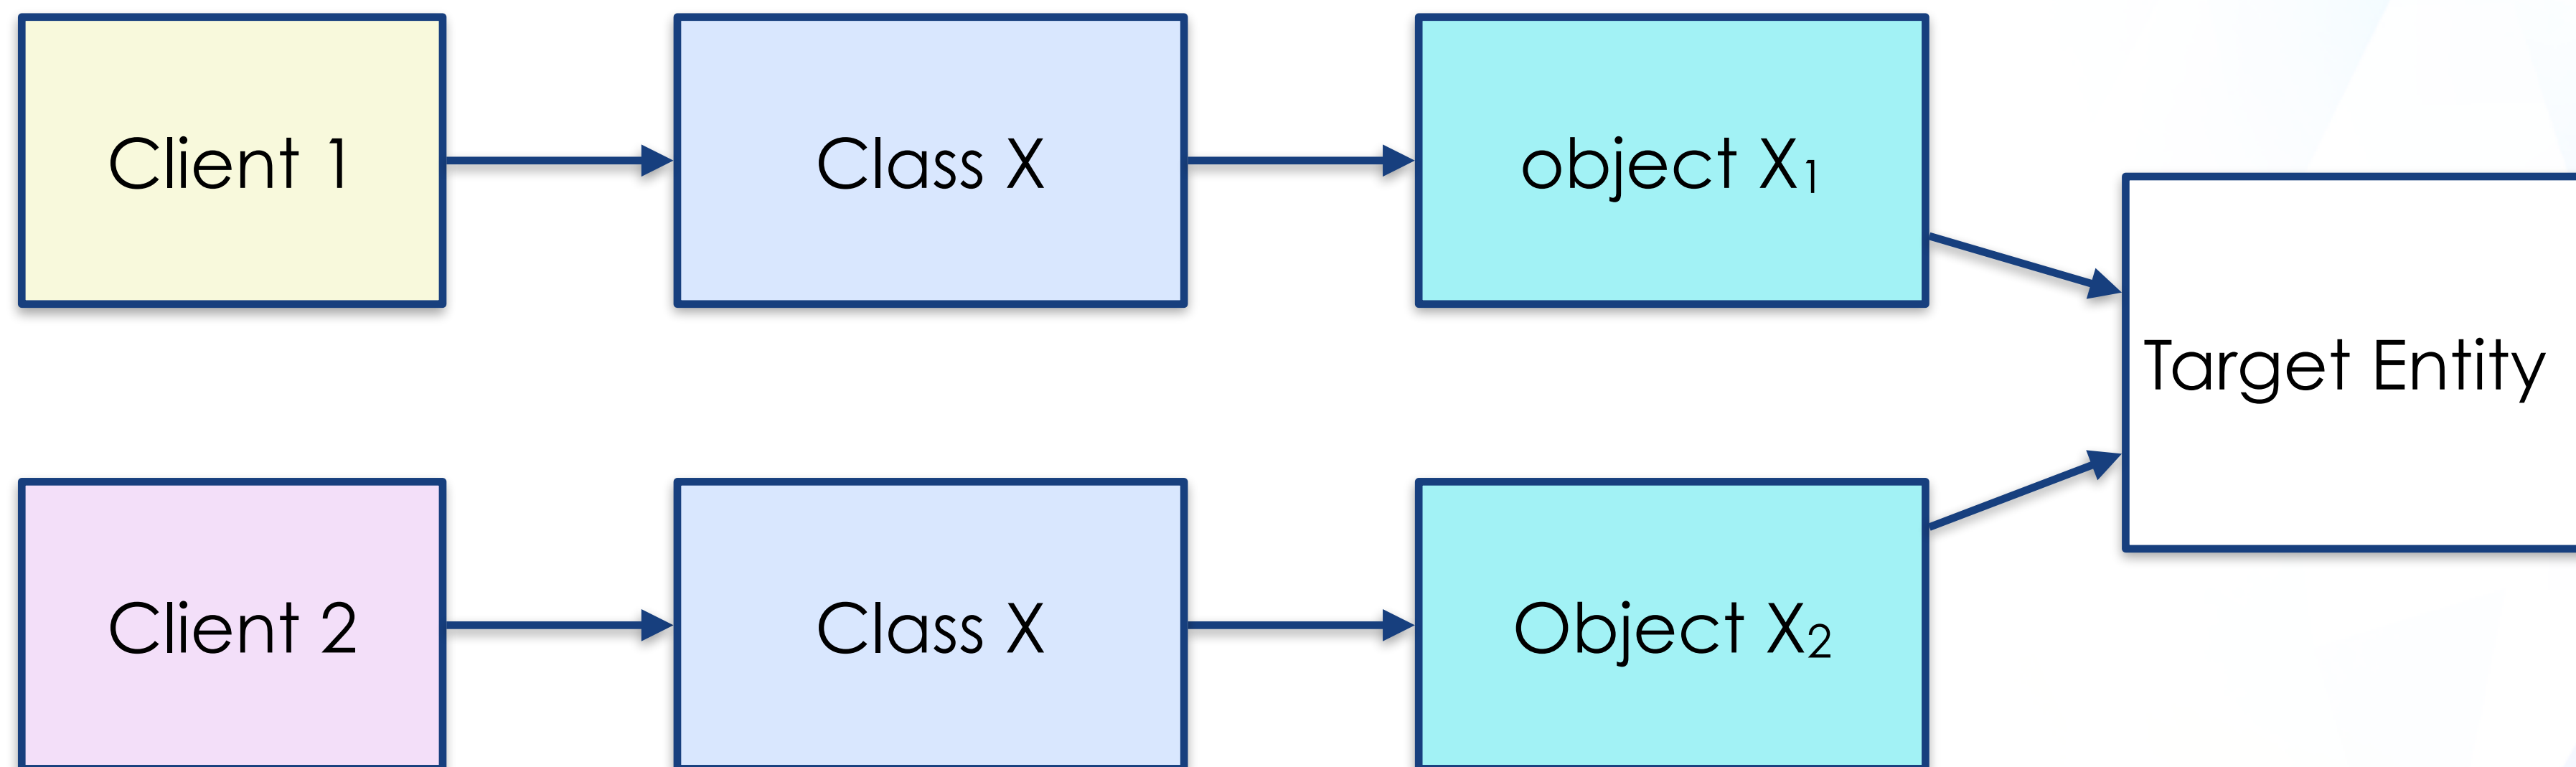 Client 1
Class X
object X₁
Target Entity
Client 2
Class X
Object X₂